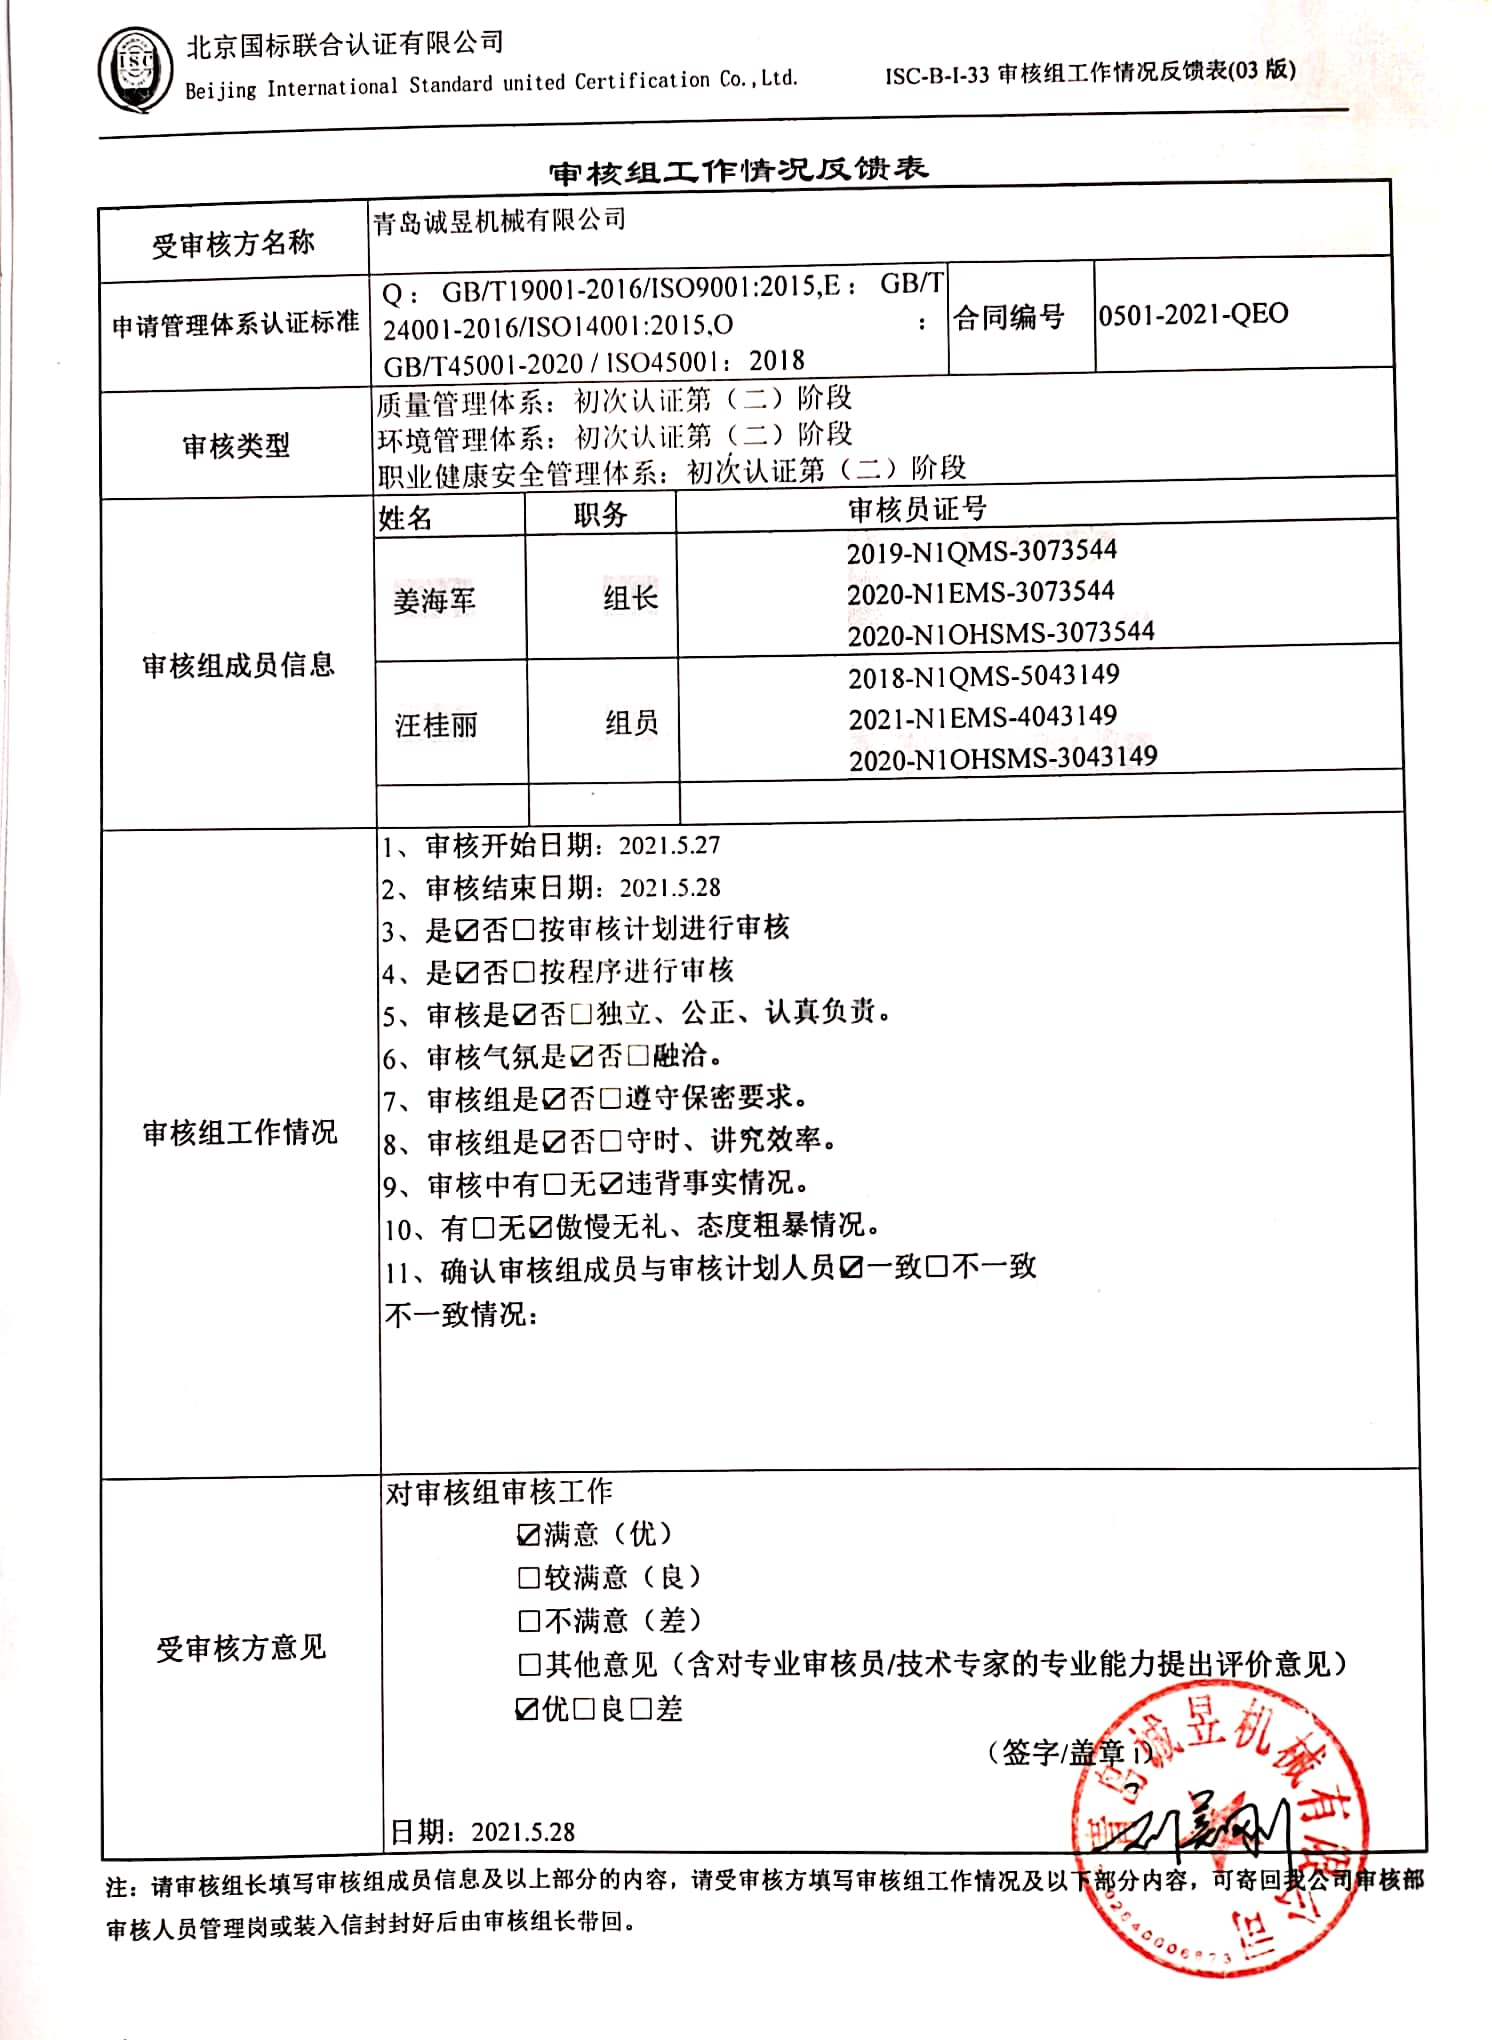 ISC
北京国标联合认证有限公司
Beijing International Standard united Certification Co.,Ltd.
ISC-B-I-33 审核组工作情况反馈表(03 版)
审核组工作情况反馈表
受审核方名称
青岛诚昱机械有限公司
申请管理体系认证标准
Q： GB/T19001-2016/ISO9001:2015,E： GB/T
24001-2016/ISO14001:2015,O ：
GB/T45001-2020 / ISO45001：2018
合同编号
0501-2021-QEO
审核类型
质量管理体系：初次认证第（二）阶段
环境管理体系：初次认证第（二）阶段
职业健康安全管理体系：初次认证第（二）阶段
审核组成员信息
姓名 职务 审核员证号
姜海军 组长
2019-N1QMS-3073544
2020-N1EMS-3073544
2020-N1OHSMS-3073544
汪桂丽 组员
2018-N1QMS-5043149
2021-N1EMS-4043149
2020-N1OHSMS-3043149
审核组工作情况
1、审核开始日期：2021.5.27
2、审核结束日期：2021.5.28
3、是☑否□按审核计划进行审核
4、是☑否□按程序进行审核
5、审核是☑否□独立、公正、认真负责。
6、审核气氛是☑否□融洽。
7、审核组是☑否□遵守保密要求。
8、审核组是☑否□守时、讲究效率。
9、审核中有□无☑违背事实情况。
10、有□无☑傲慢无礼、态度粗暴情况。
11、确认审核组成员与审核计划人员☑一致□不一致
不一致情况：
受审核方意见
对审核组审核工作
☑满意（优）
□较满意（良）
□不满意（差）
□其他意见（含对专业审核员/技术专家的专业能力提出评价意见）
☑优□良□差
（签字/盖章）
青岛诚昱机械有限公司
日期：2021.5.28
注：请审核组长填写审核组成员信息及以上部分的内容，请受审核方填写审核组工作情况及以下部分内容，可寄回我公司审核部
审核人员管理岗或装入信封封好后由审核组长带回。